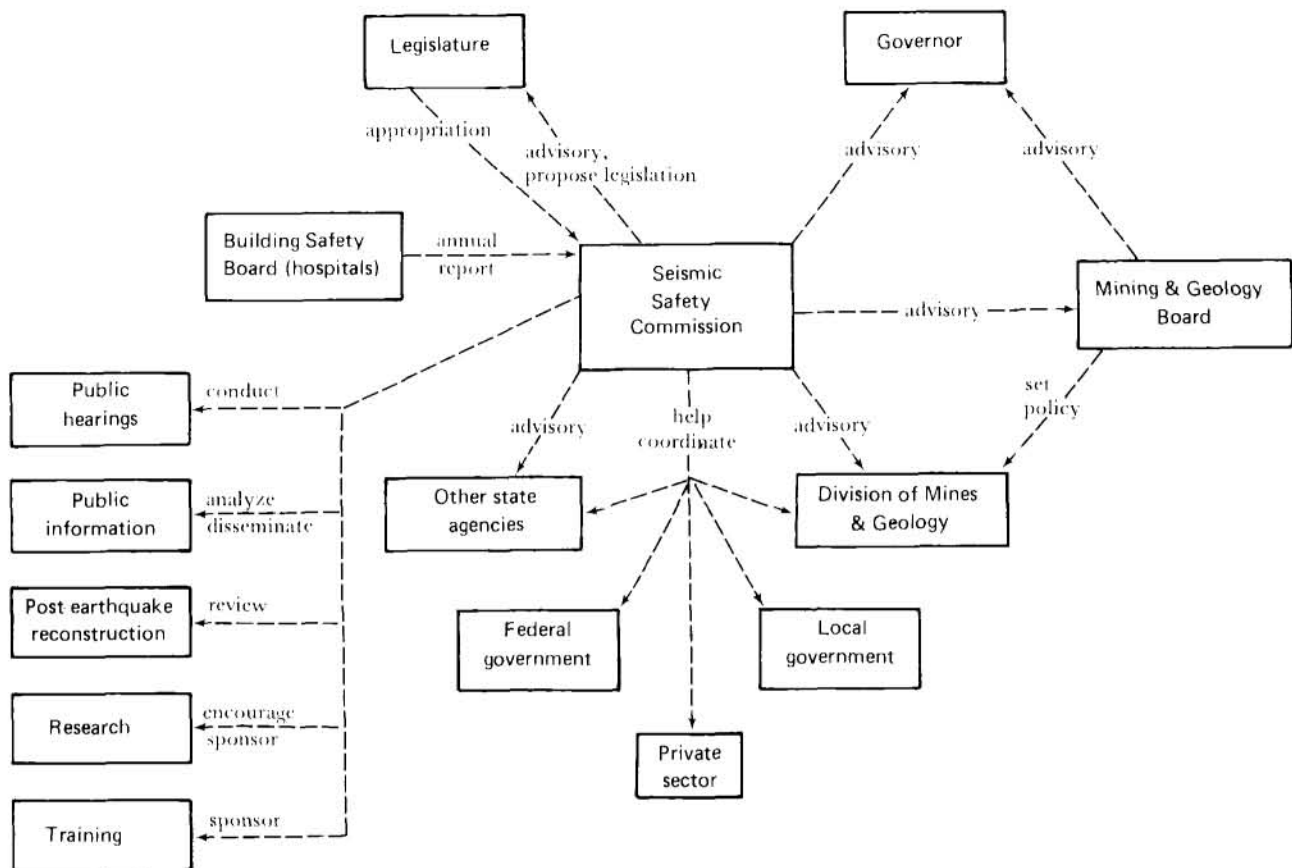 Legislature
Governor
appropriation
advisory,
propose legislation
advisory
advisory
Building Safety
Board (hospitals)
annual
report
Seismic
Safety
Commission
advisory
Mining & Geology
Board
Public
hearings
conduct
advisory
help
coordinate
advisory
set
policy
Public
information
analyze
disseminate
Other state
agencies
Division of Mines
& Geology
Post earthquake
reconstruction
review
Federal
government
Local
government
Research
encourage
sponsor
Private
sector
Training
sponsor